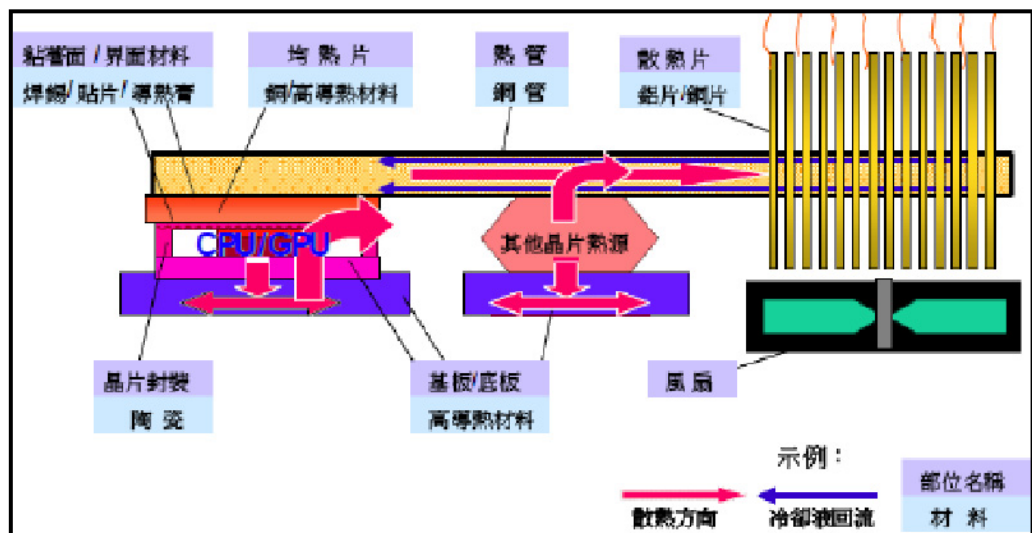 粘著面/界面材料
焊錫/貼片/導熱膏
均熱片
銅/高導熱材料
熱管
銅管
散熱片
鋁片/銅片
CPU/GPU
其他晶片熱源
晶片封裝
陶瓷
基板/底板
高導熱材料
風扇
示例：
散熱方向
冷卻液回流
部位名稱
材料